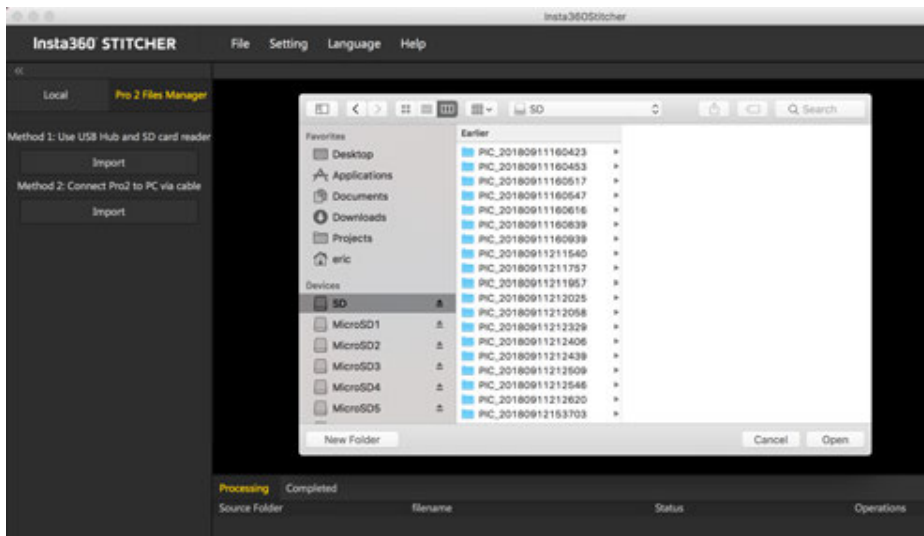 Insta360Stitcher
Insta360 STITCHER File Setting Language Help
Local Pro 2 Files Manager
Method 1: Use USB Hub and SD card reader
Import
Method 2: Connect Pro2 to PC via cable
Import
SD
Search
Favorites
Desktop
Applications
Documents
Downloads
Projects
eric
Devices
SD
MicroSD1
MicroSD2
MicroSD3
MicroSD4
MicroSD5
Earlier
PIC_20180911160423
PIC_20180911160453
PIC_20180911160517
PIC_20180911160547
PIC_20180911160616
PIC_20180911160839
PIC_20180911160939
PIC_20180911211540
PIC_20180911211757
PIC_20180911211957
PIC_20180911212025
PIC_20180911212058
PIC_20180911212329
PIC_20180911212406
PIC_20180911212439
PIC_20180911212509
PIC_20180911212546
PIC_20180911212620
PIC_20180912153703
New Folder Cancel Open
Processing Completed
Source Folder filename Status Operations